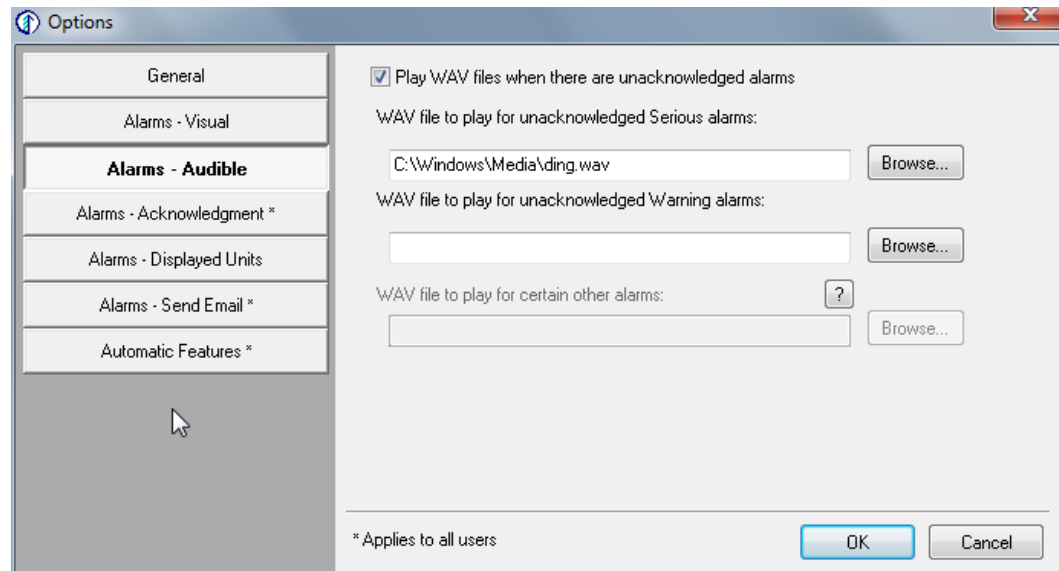 Options
General
Alarms - Visual
Alarms - Audible
Alarms - Acknowledgment *
Alarms - Displayed Units
Alarms - Send Email *
Automatic Features *
Play WAV files when there are unacknowledged alarms
WAV file to play for unacknowledged Serious alarms:
C:\Windows\Media\ding.wav
Browse...
WAV file to play for unacknowledged Warning alarms:
Browse...
WAV file to play for certain other alarms:
?
Browse...
* Applies to all users
OK
Cancel